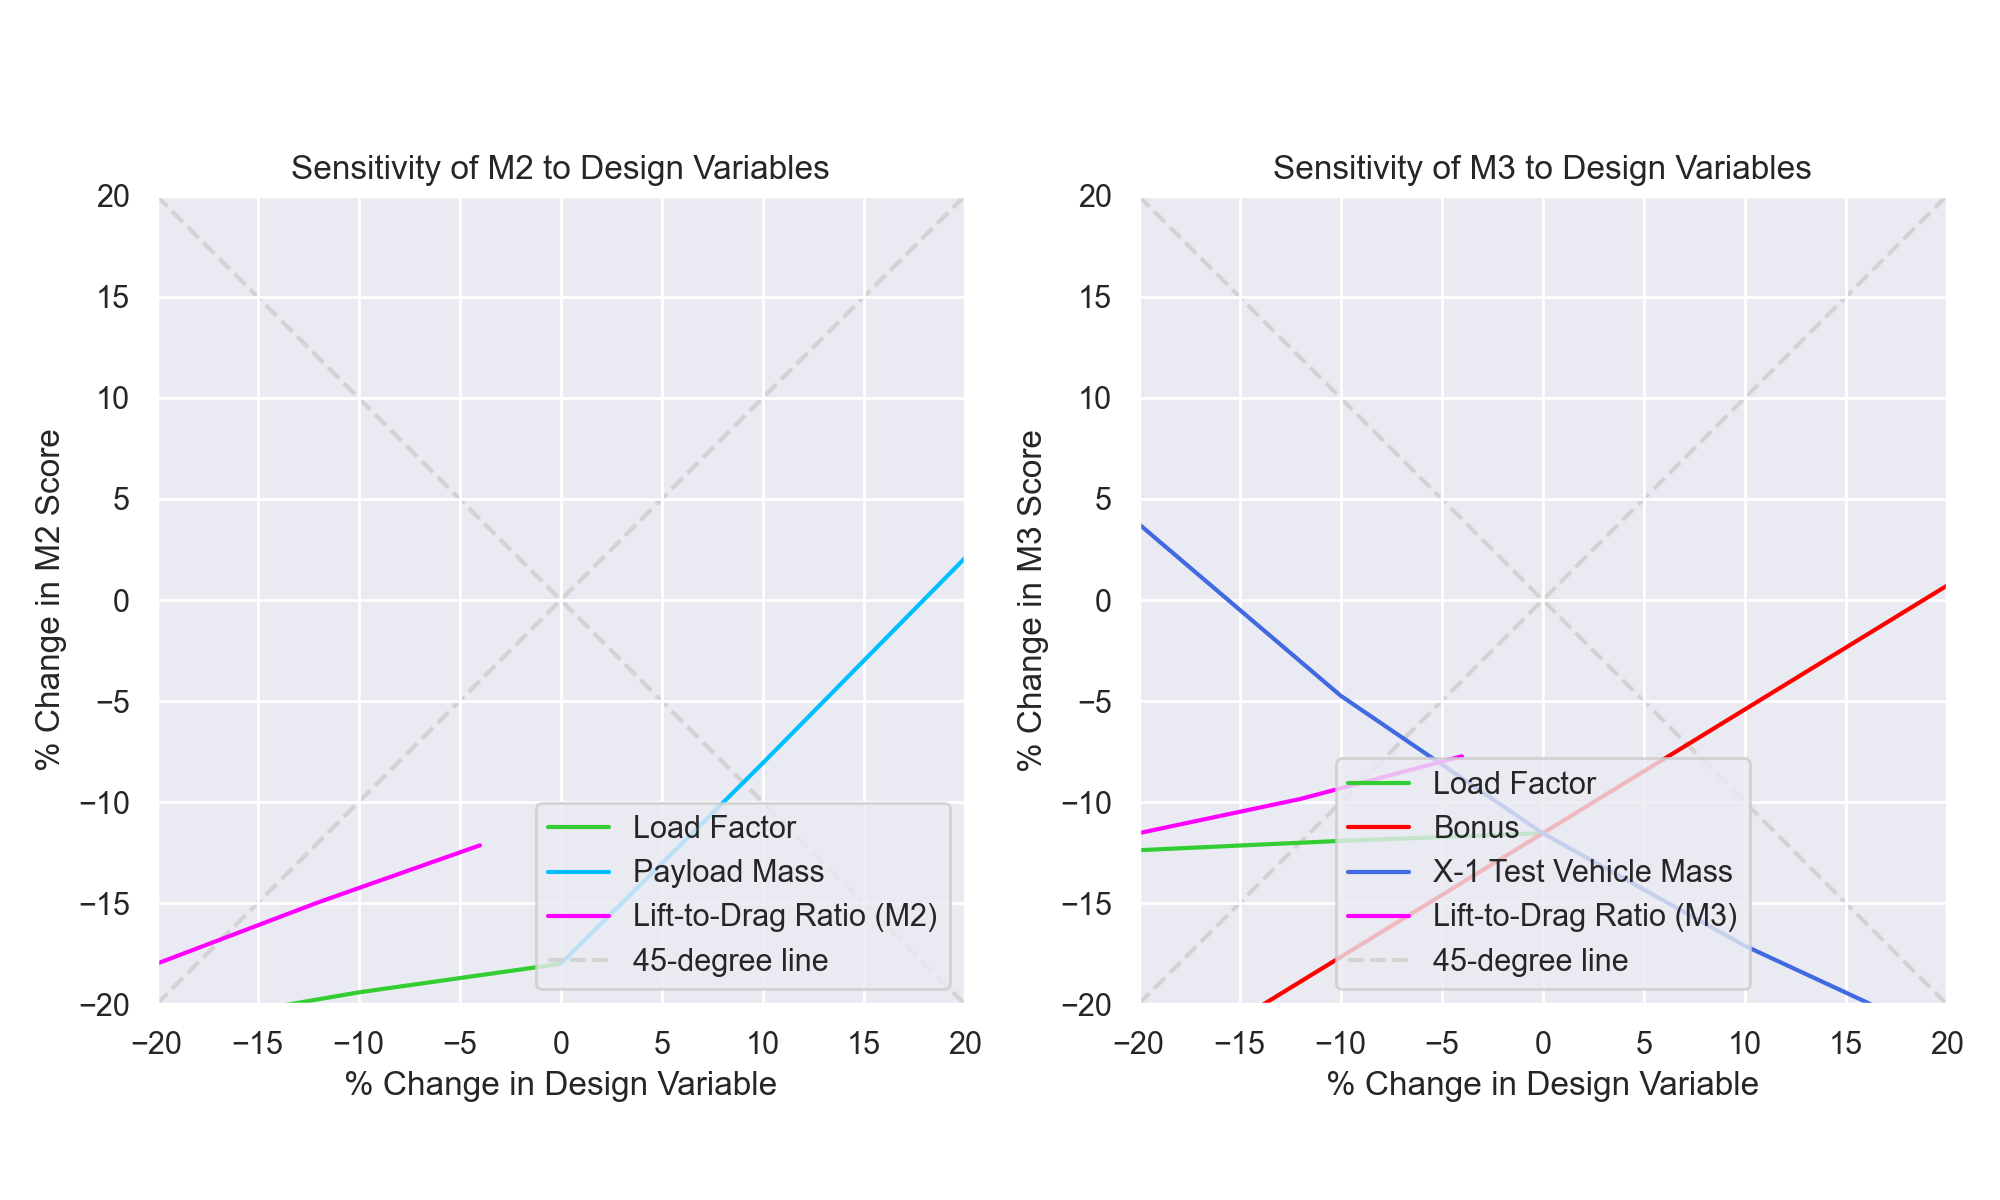 Sensitivity of M2 to Design Variables
20
15
10
5
0
−5
−10
−15
−20
% Change in M2 Score
Load Factor
Payload Mass
Lift-to-Drag Ratio (M2)
45-degree line
−20 −15 −10 −5 0 5 10 15 20
% Change in Design Variable
Sensitivity of M3 to Design Variables
20
15
10
5
0
−5
−10
−15
−20
% Change in M3 Score
Load Factor
Bonus
X-1 Test Vehicle Mass
Lift-to-Drag Ratio (M3)
45-degree line
−20 −15 −10 −5 0 5 10 15 20
% Change in Design Variable